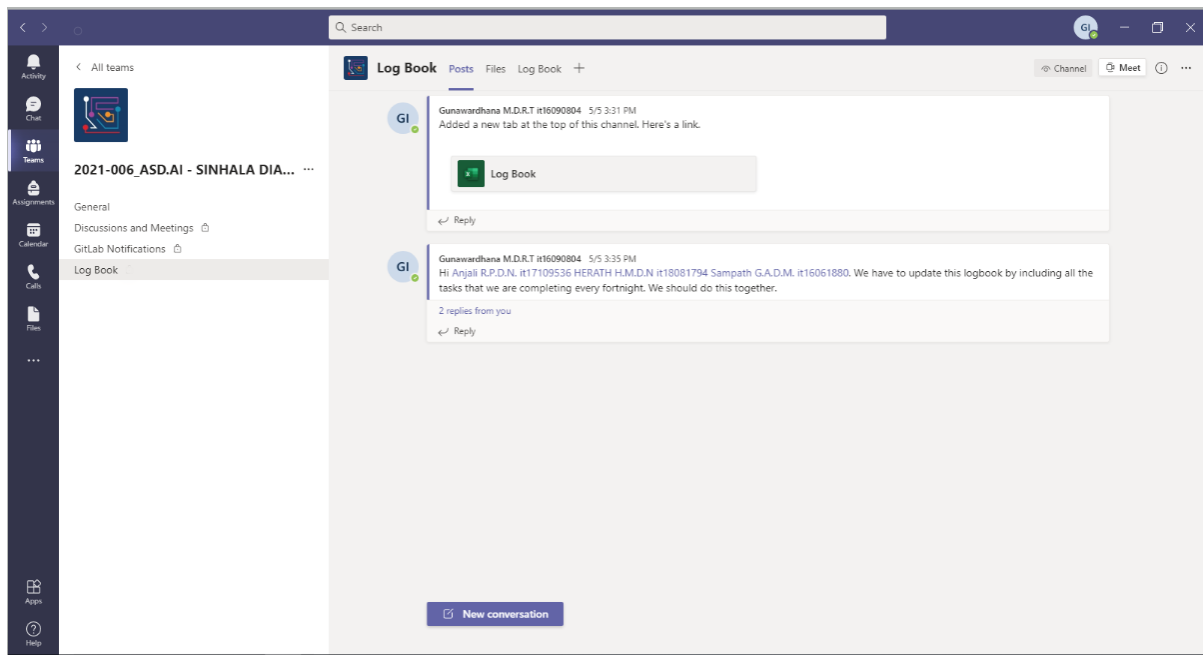 Search
GI
Activity
Chat
Teams
Assignments
Calendar
Calls
Files
Apps
Help
All teams
2021-006_ASD.AI - SINHALA DIA...
General
Discussions and Meetings
GitLab Notifications
Log Book
Log Book Posts Files Log Book
Channel Meet
GI
Gunawardhana M.D.R.T it16090804 5/5 3:31 PM
Added a new tab at the top of this channel. Here's a link.
Log Book
Reply
GI
Gunawardhana M.D.R.T it16090804 5/5 3:35 PM
Hi Anjali R.P.D.N. it17109536 HERATH H.M.D.N it18081794 Sampath G.A.D.M. it16061880. We have to update this logbook by including all the
tasks that we are completing every fortnight. We should do this together.
2 replies from you
Reply
New conversation